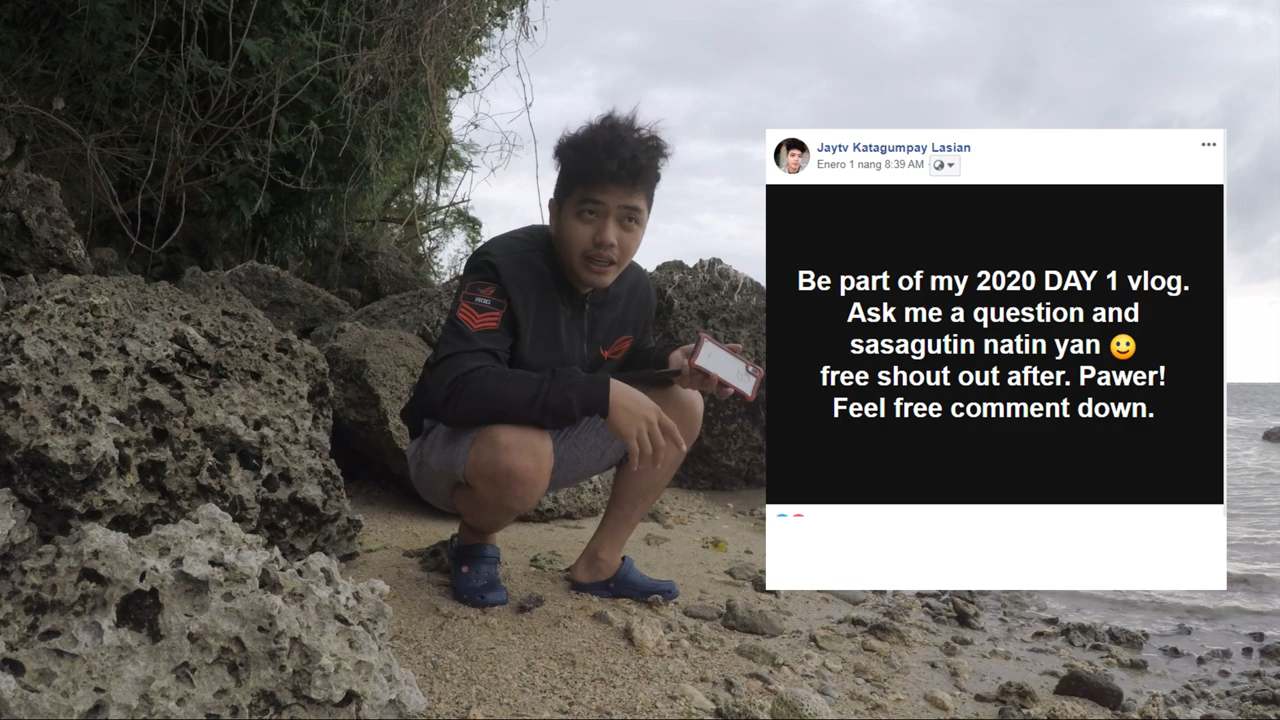 Jaytv Katagumpay Lasian
Enero 1 nang 8:39 AM
Be part of my 2020 DAY 1 vlog.
Ask me a question and
sasagutin natin yan 🙂
free shout out after. Pawer!
Feel free comment down.
ROG